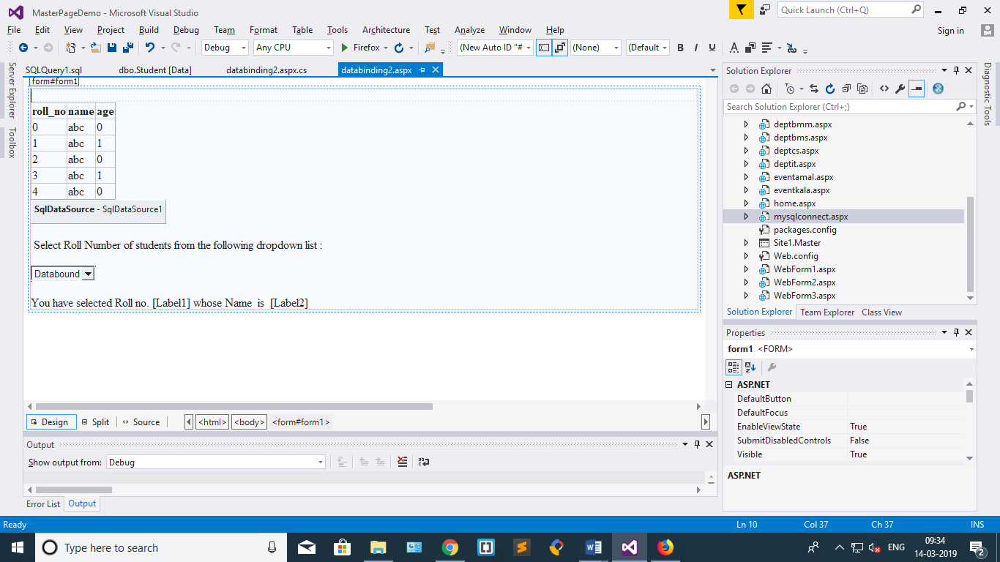 MasterPageDemo - Microsoft Visual Studio
Quick Launch (Ctrl+Q)
File Edit View Project Build Debug Team Format Table Tools Architecture Test Analyze Window Help
Sign in
Debug Any CPU Firefox (New Auto ID "# (None) (Default B I U A
SQLQuery1.sql dbo.Student [Data] databinding2.aspx.cs databinding2.aspx
form#form1
roll_no name age
0 abc 0
1 abc 1
2 abc 0
3 abc 1
4 abc 0
SqlDataSource - SqlDataSource1
Select Roll Number of students from the following dropdown list :
Databound
You have selected Roll no. [Label1] whose Name is [Label2]
Design Split Source <html> <body> <form#form1>
Output
Show output from: Debug
Error List Output
Server Explorer
Toolbox
Solution Explorer
Search Solution Explorer (Ctrl+;)
deptbmm.aspx
deptbms.aspx
deptcs.aspx
deptit.aspx
eventamal.aspx
eventkala.aspx
home.aspx
mysqlconnect.aspx
packages.config
Site1.Master
Web.config
WebForm1.aspx
WebForm2.aspx
WebForm3.aspx
Solution Explorer Team Explorer Class View
Properties
form1 <FORM>
ASP.NET
DefaultButton
DefaultFocus
EnableViewState True
SubmitDisabledControls False
Visible True
ASP.NET
Diagnostic Tools
Ready Ln 10 Col 37 Ch 37 INS
Type here to search
ENG
09:34
14-03-2019
2